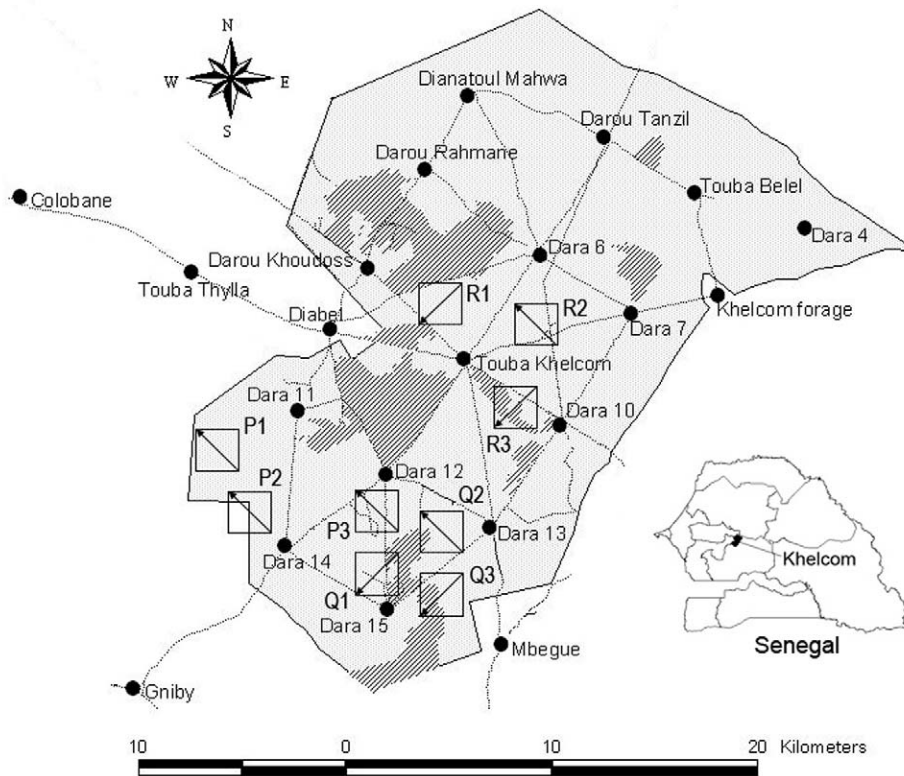 N
W E
S
Dianatoul Mahwa
Darou Tanzil
Darou Rahmane
Touba Belel
Colobane
Dara 4
Dara 6
Darou Khoudoss
Touba Thylla
R1
R2
Khelcom forage
Diabel
Dara 7
Touba Khelcom
Dara 11
P1
R3
Dara 10
P2
Dara 12
Q2
P3
Dara 13
Dara 14
Q1
Q3
Dara 15
Mbegue
Gniby
Khelcom
Senegal
10 0 10 20 Kilometers